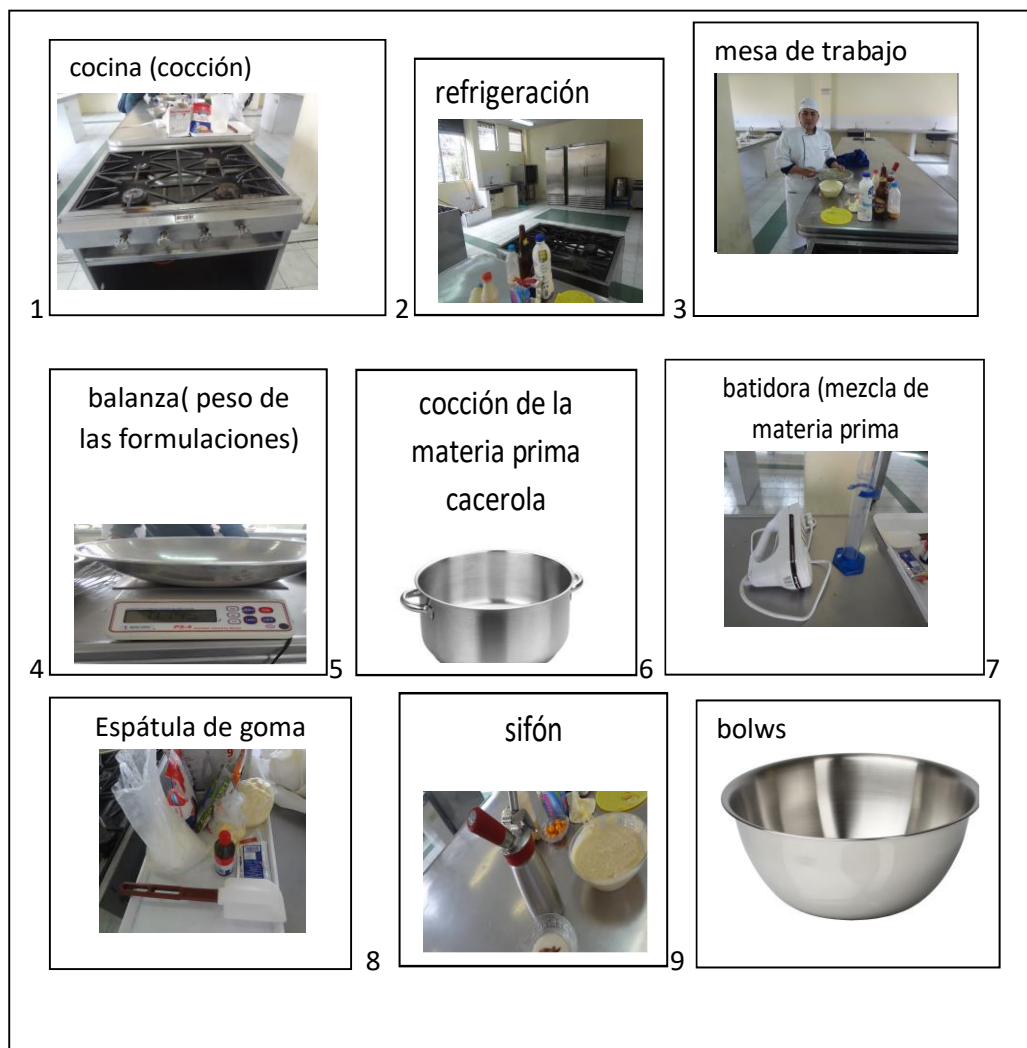 cocina (cocción)
refrigeración
mesa de trabajo
1
2
3
balanza( peso de
las formulaciones)
cocción de la
materia prima
cacerola
batidora (mezcla de
materia prima
4
5
6
7
Espátula de goma
sifón
bolws
8
9